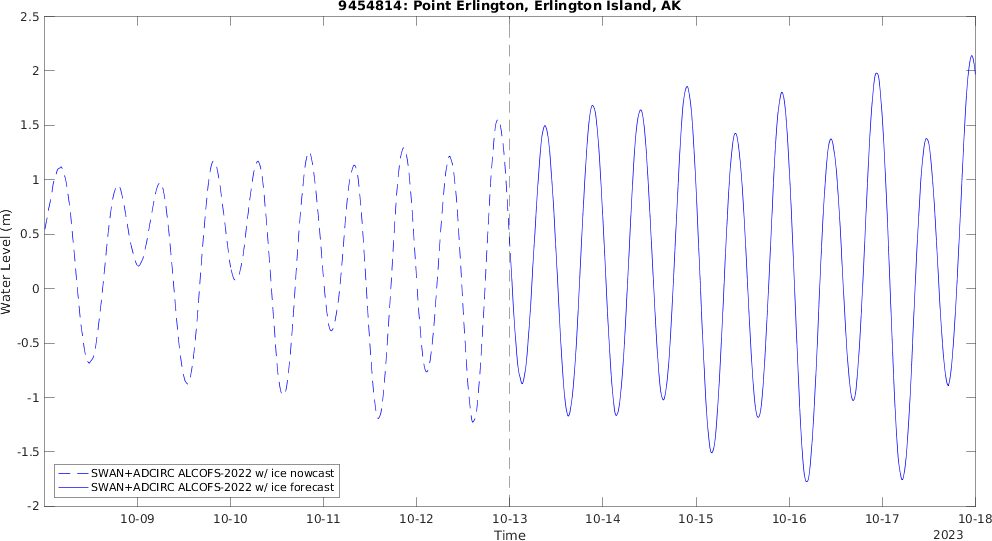 9454814: Point Erlington, Erlington Island, AK
2.5
2
1.5
1
0.5
0
-0.5
-1
-1.5
-2
Water Level (m)
SWAN+ADCIRC ALCOFS-2022 w/ ice nowcast
SWAN+ADCIRC ALCOFS-2022 w/ ice forecast
10-09 10-10 10-11 10-12 10-13 10-14 10-15 10-16 10-17 10-18
Time
2023